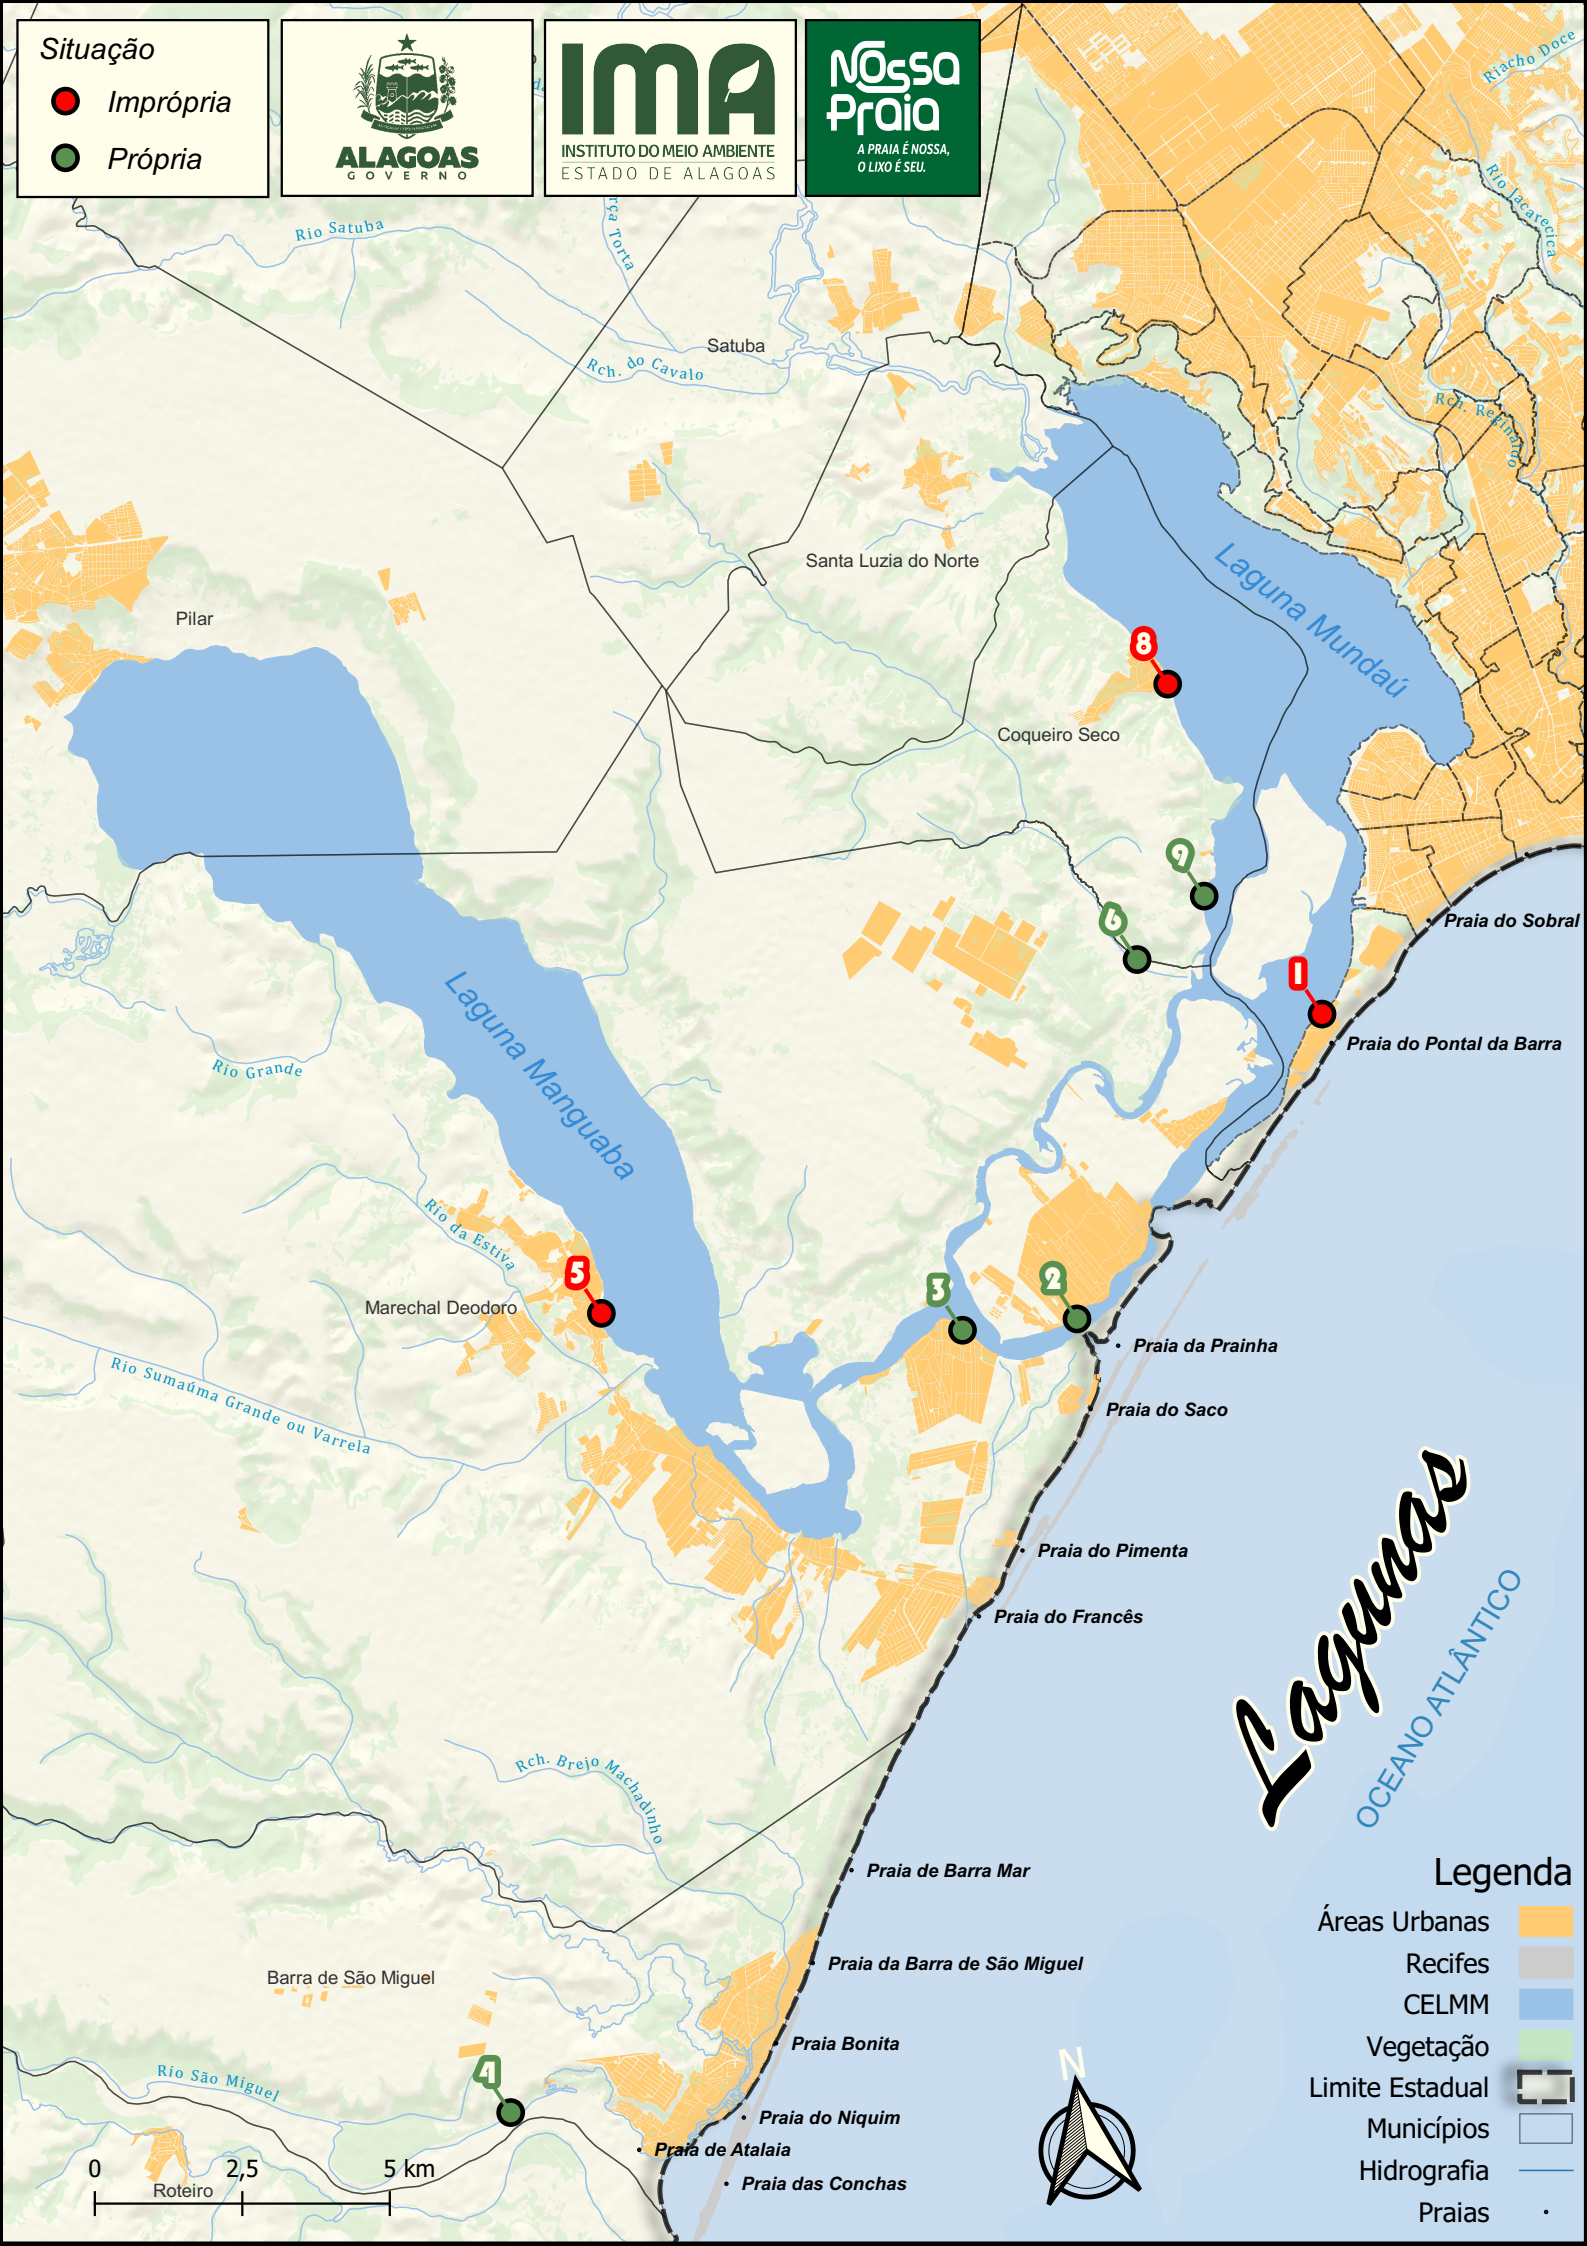 Situação
Imprópria
Própria
ALAGOAS
GOVERNO
IMA
INSTITUTO DO MEIO AMBIENTE
ESTADO DE ALAGOAS
Nossa
Praia
A PRAIA É NOSSA,
O LIXO É SEU.
Riacho Doce
Rio Jacarecica
Rio Satuba
rça Torta
Satuba
Rch. do Cavalo
Rch. Reginaldo
Santa Luzia do Norte
Laguna Mundaú
Pilar
8
Coqueiro Seco
9
6
Praia do Sobral
1
Praia do Pontal da Barra
Laguna Manguaba
Rio Grande
Rio da Estiva
5
3
2
Marechal Deodoro
Praia da Prainha
Rio Sumaúma Grande ou Varrela
Praia do Saco
Lagunas
Praia do Pimenta
OCEANO ATLÂNTICO
Praia do Francês
Rch. Brejo Machadinho
Praia de Barra Mar
Legenda
Áreas Urbanas
Recifes
CELMM
Vegetação
Limite Estadual
Municípios
Hidrografia
Praias
Praia da Barra de São Miguel
Barra de São Miguel
Praia Bonita
N
4
Rio São Miguel
Praia do Niquim
Praia de Atalaia
Praia das Conchas
0 2,5 5 km
Roteiro